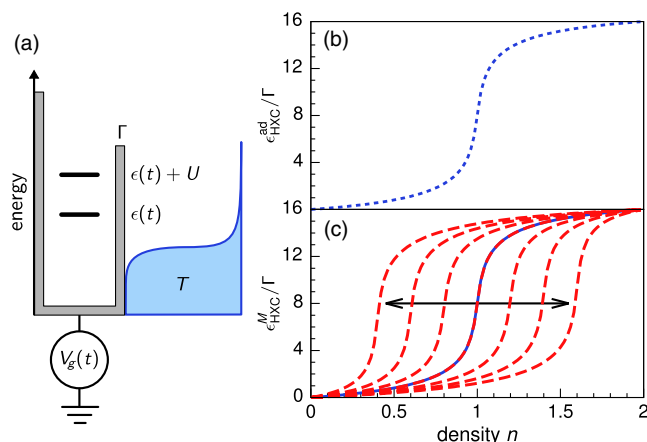 (a)
energy
Γ
ϵ(t) + U
ϵ(t)
T
V_g(t)
(b)
ϵ^ad_HXC/Γ
16
12
8
4
16
(c)
ϵ^M_HXC/Γ
12
8
4
0
0 0.5 1 1.5 2
density n